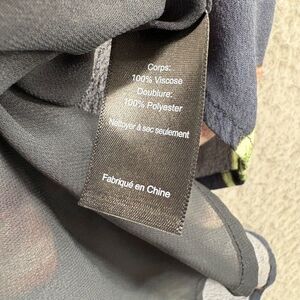 Corps:
100% Viscose
Doublure:
100% Polyester
Nettoyer à sec seulement
Fabriqué en Chine